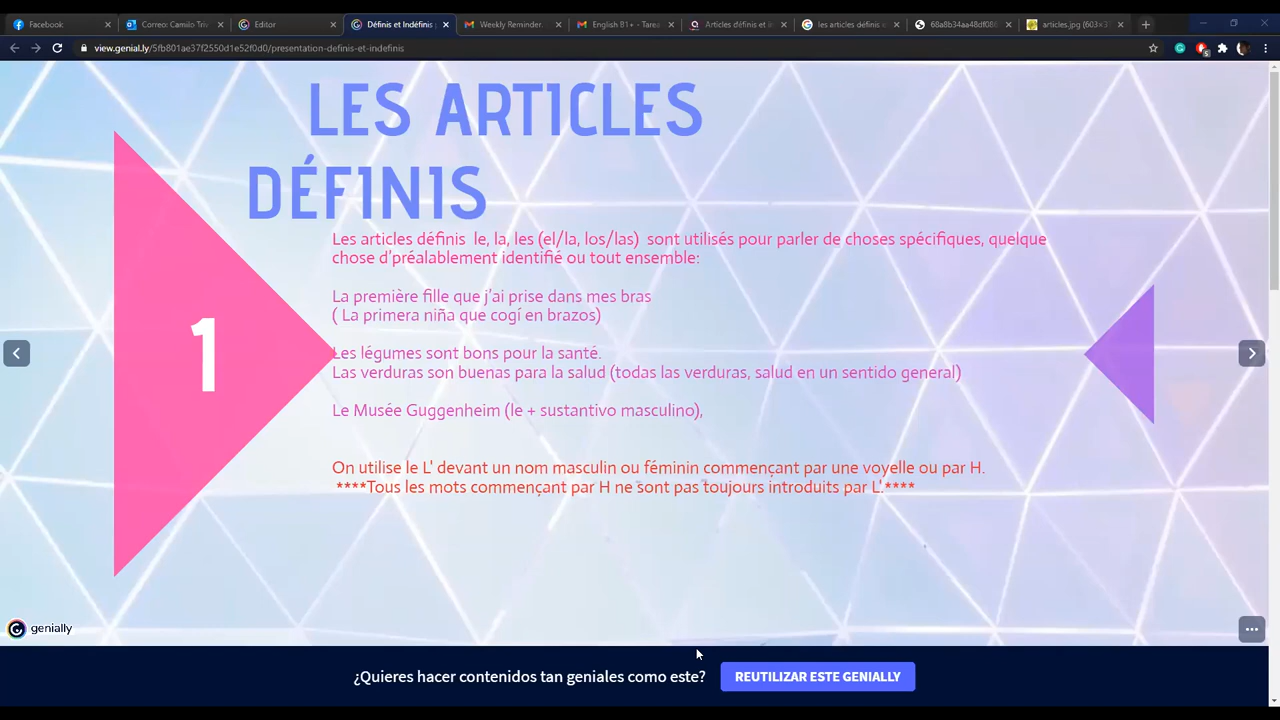 Facebook
Correo: Camilo Triv
Editor
Définis et Indéfinis
Weekly Reminder.
English B1+ - Tarea
Articles définis et i
les articles définis
68a8b34aa48df08f
articles.jpg (603×3
view.genial.ly/5fb801ae37f2550d1e52f0d0/presentation-definis-et-indefinis
LES ARTICLES
DÉFINIS
1
Les articles définis le, la, les (el/la, los/las) sont utilisés pour parler de choses spécifiques, quelque
chose d'préalablement identifié ou tout ensemble:
La première fille que j'ai prise dans mes bras
( La primera niña que cogí en brazos)
Les légumes sont bons pour la santé.
Las verduras son buenas para la salud (todas las verduras, salud en un sentido general)
Le Musée Guggenheim (le + sustantivo masculino),
On utilise le L' devant un nom masculin ou féminin commençant par une voyelle ou par H.
****Tous les mots commençant par H ne sont pas toujours introduits par L'.****
genially
¿Quieres hacer contenidos tan geniales como este?
REUTILIZAR ESTE GENIALLY